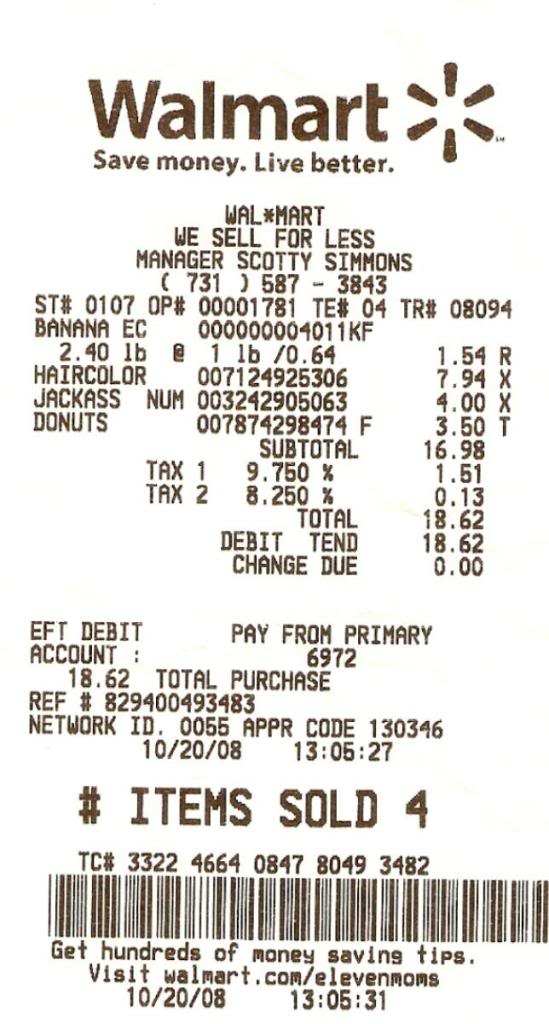 Walmart
Save money. Live better.
WAL*MART
WE SELL FOR LESS
MANAGER SCOTTY SIMMONS
( 731 ) 587 - 3843
ST# 0107 OP# 00001781 TE# 04 TR# 08094
BANANA EC 000000004011KF
2.40 lb @ 1 lb /0.64 1.54 R
HAIRCOLOR 007124925306 7.94 X
JACKASS NUM 003242905063 4.00 X
DONUTS 007874298474 F 3.50 T
SUBTOTAL 16.98
TAX 1 9.750 % 1.51
TAX 2 8.250 % 0.13
TOTAL 18.62
DEBIT TEND 18.62
CHANGE DUE 0.00
EFT DEBIT PAY FROM PRIMARY
ACCOUNT : 6972
18.62 TOTAL PURCHASE
REF # 829400493483
NETWORK ID. 0055 APPR CODE 130346
10/20/08 13:05:27
# ITEMS SOLD 4
TC# 3322 4664 0847 8049 3482
Get hundreds of money saving tips.
Visit walmart.com/elevenmoms
10/20/08 13:05:31